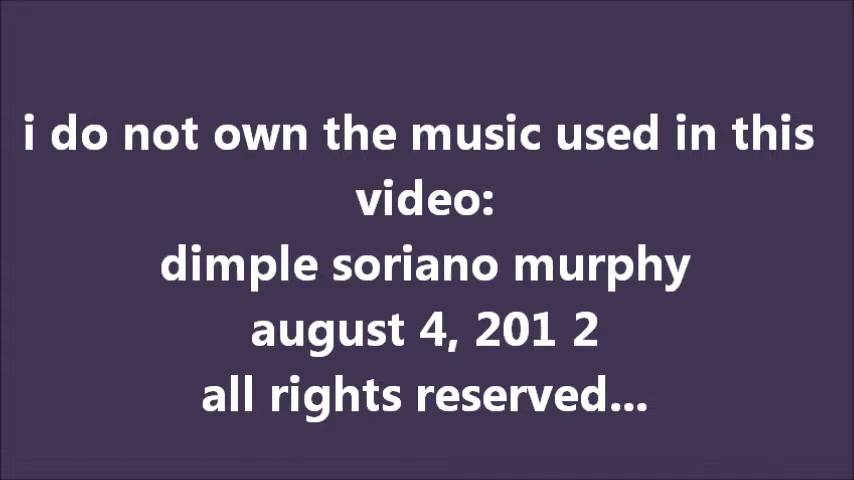 i do not own the music used in this
video:
dimple soriano murphy
august 4, 201 2
all rights reserved...